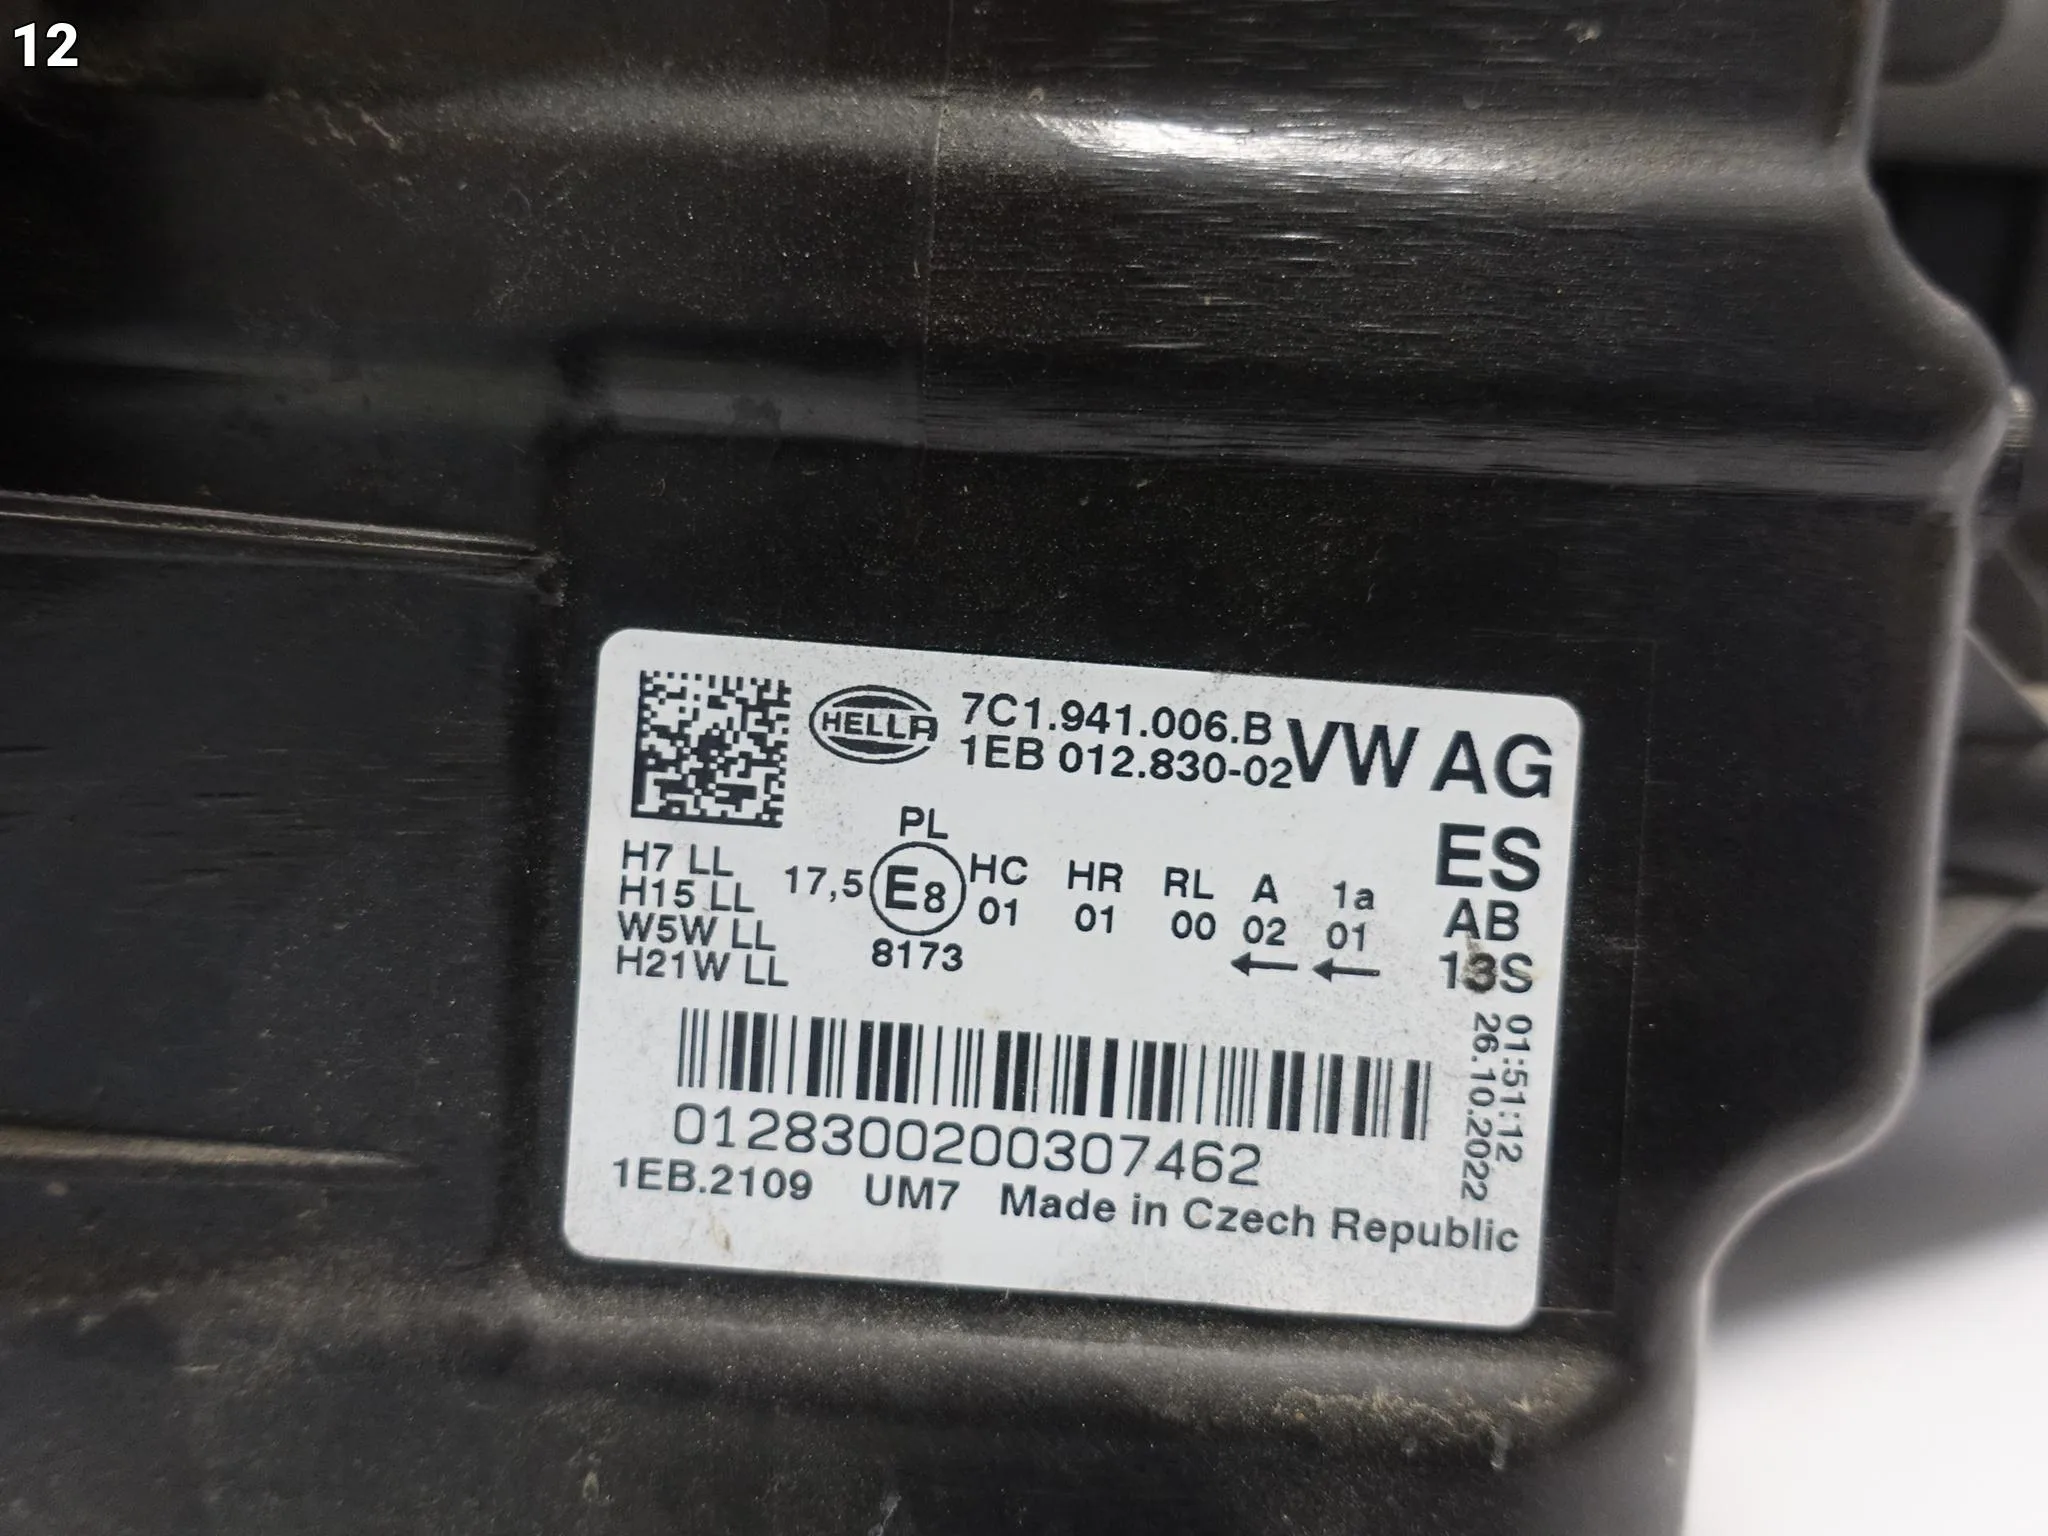 12
HELLA
7C1.941.006.B
1EB 012.830-02
VW AG
PL
ES
H7 LL
H15 LL
W5W LL
H21W LL
17,5 E8 HC HR RL A 1a
01 01 00 02 01
8173
← ←
AB
13S
01:51:12
26.10.2022
0128300200307462
1EB.2109 UM7 Made in Czech Republic